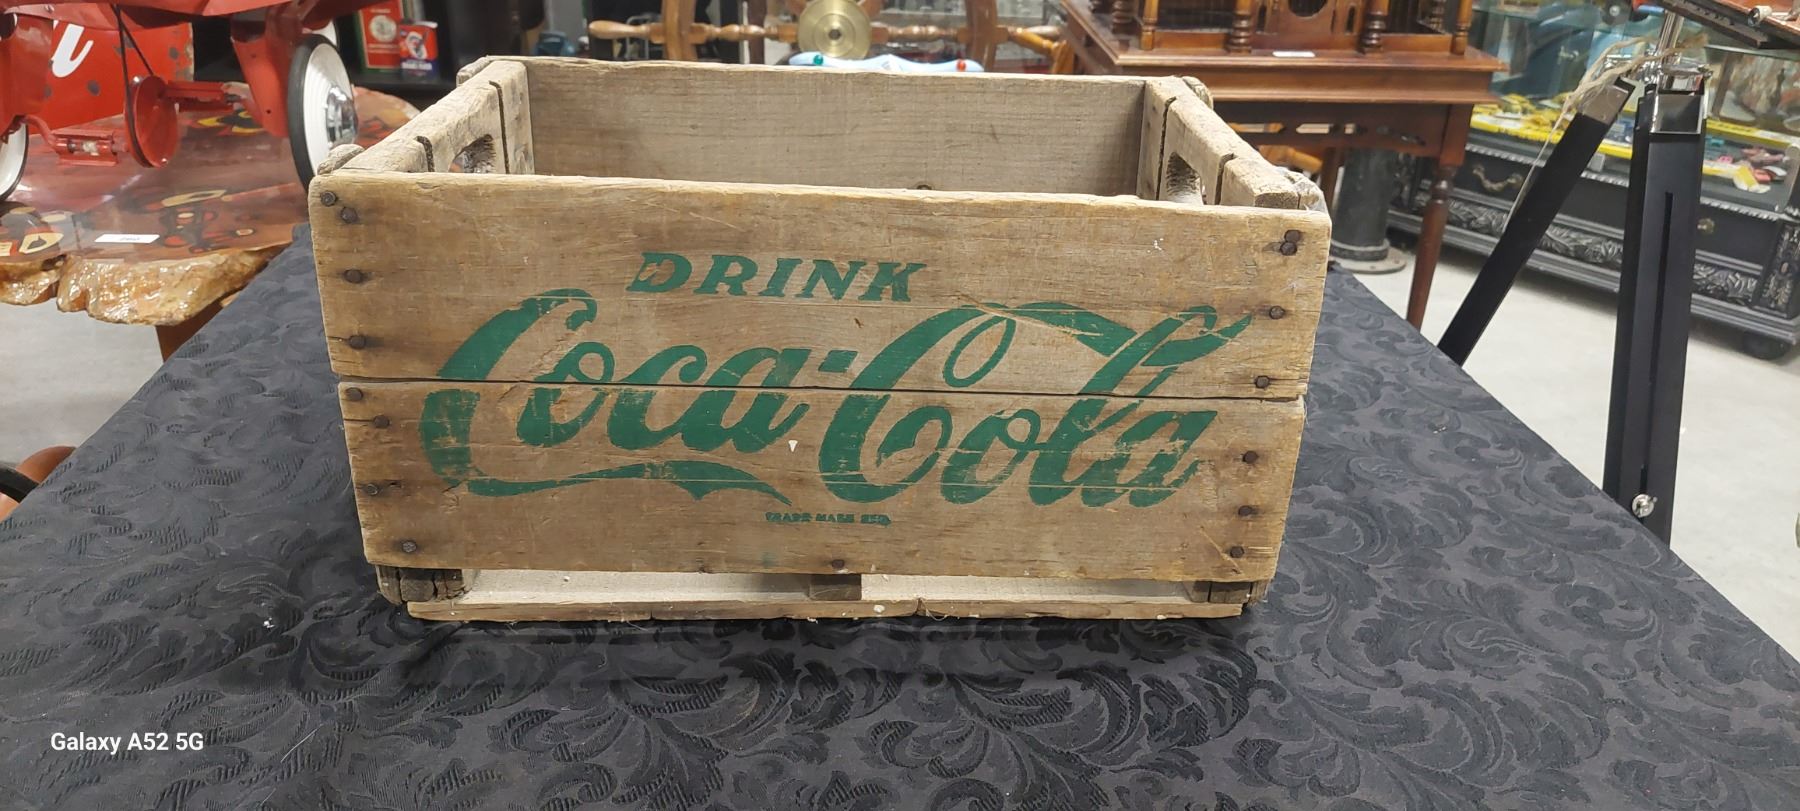 DRINK
Coca-Cola
TRADE-MARK REG.
Galaxy A52 5G